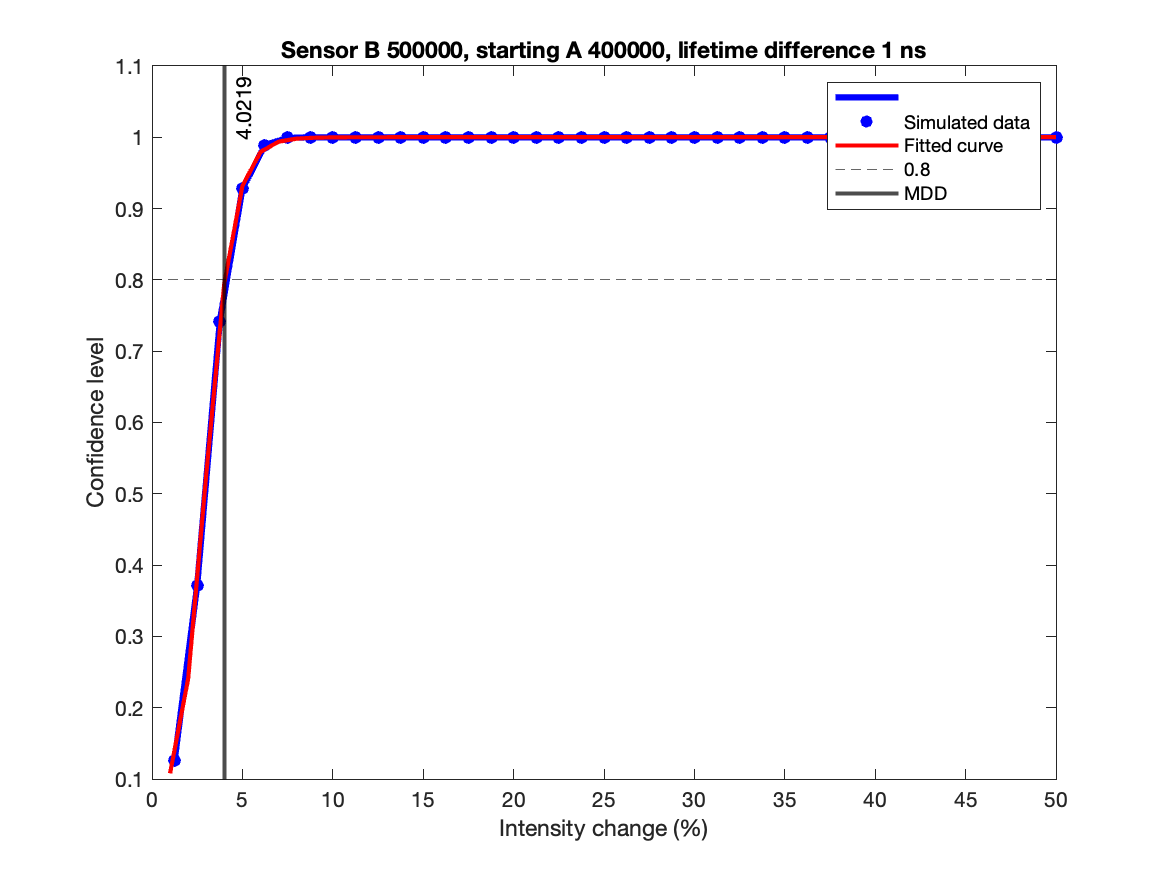 Sensor B 500000, starting A 400000, lifetime difference 1 ns
1.1
1
0.9
0.8
0.7
0.6
0.5
0.4
0.3
0.2
0.1
Confidence level
4.0219
Simulated data
Fitted curve
0.8
MDD
0 5 10 15 20 25 30 35 40 45 50
Intensity change (%)